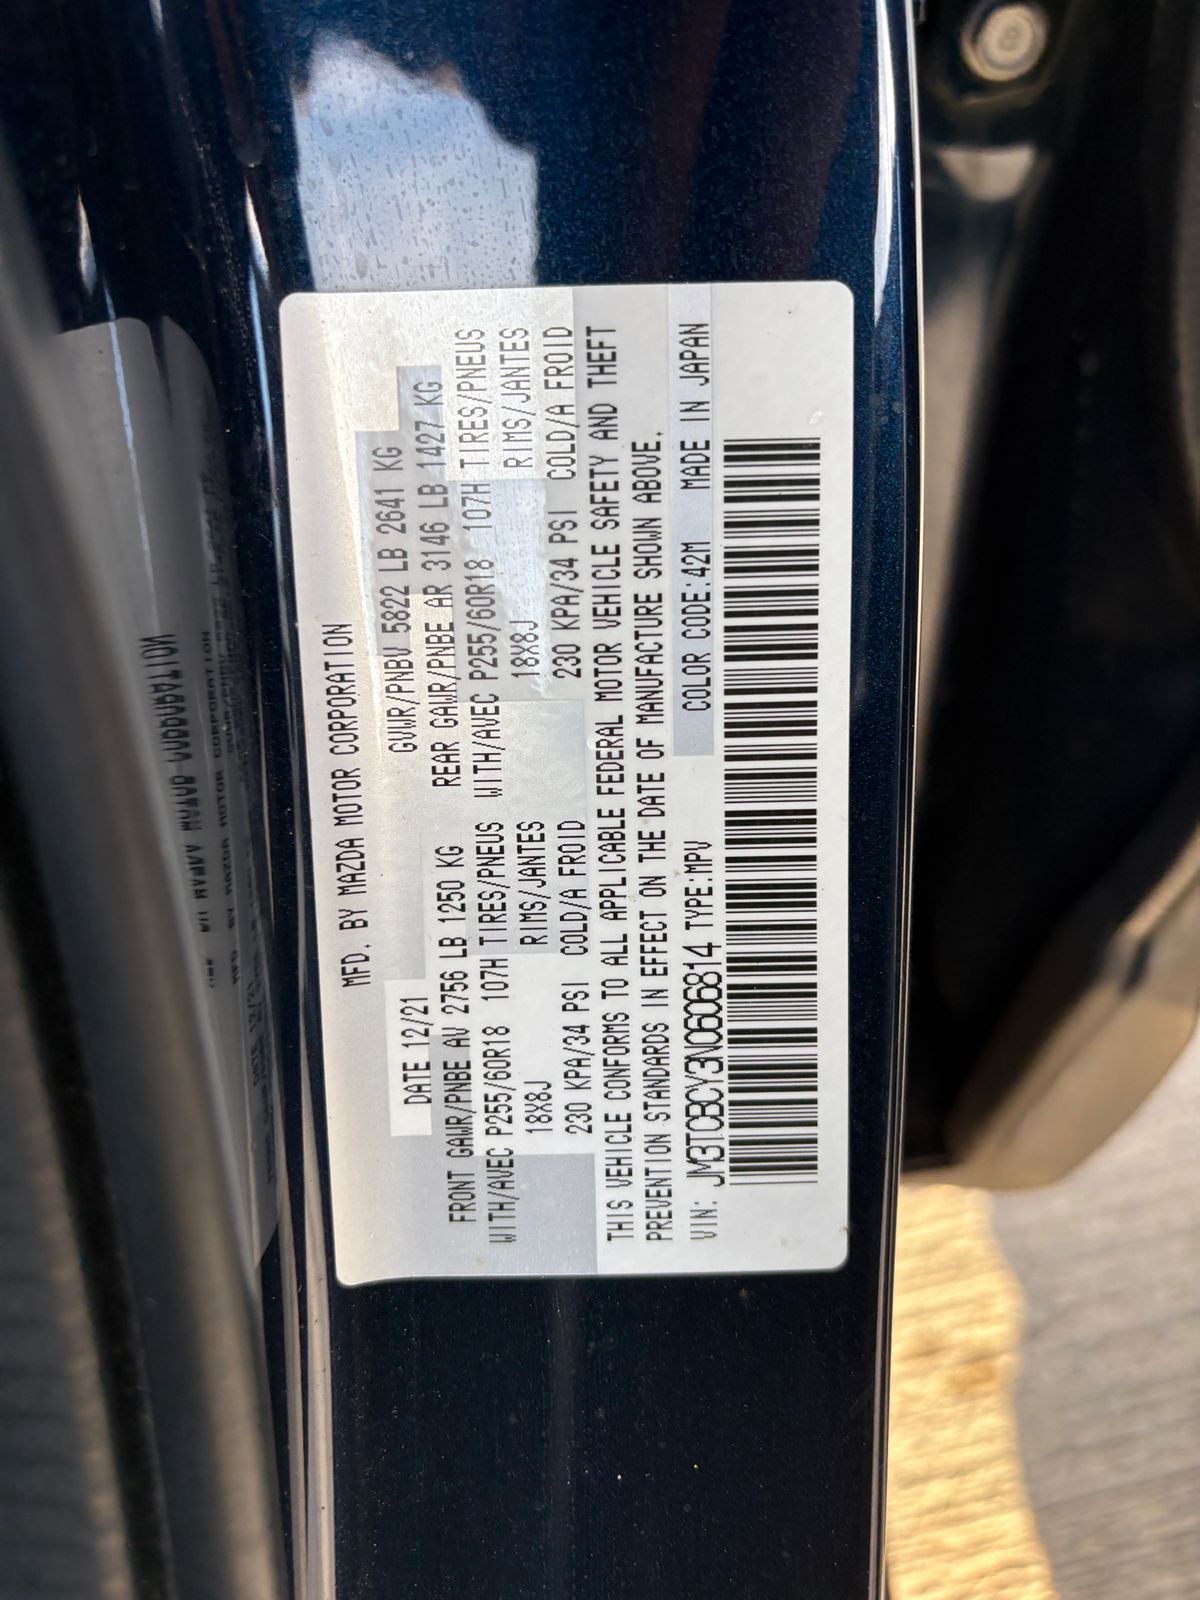 MFD. BY MAZDA MOTOR CORPORATION
DATE 12/21 GVWR/PNBV 5822 LB 2641 KG
FRONT GAWR/PNBE AV 2756 LB 1250 KG REAR GAWR/PNBE AR 3146 LB 1427 KG
WITH/AVEC P255/60R18 107H TIRES/PNEUS WITH/AVEC P255/60R18 107H TIRES/PNEUS
18X8J RIMS/JANTES 18X8J RIMS/JANTES
230 KPA/34 PSI COLD/A FROID 230 KPA/34 PSI COLD/A FROID
THIS VEHICLE CONFORMS TO ALL APPLICABLE FEDERAL MOTOR VEHICLE SAFETY AND THEFT
PREVENTION STANDARDS IN EFFECT ON THE DATE OF MANUFACTURE SHOWN ABOVE.
VIN: JM3TCBCY3N0606814 TYPE:MPV COLOR CODE:42M MADE IN JAPAN